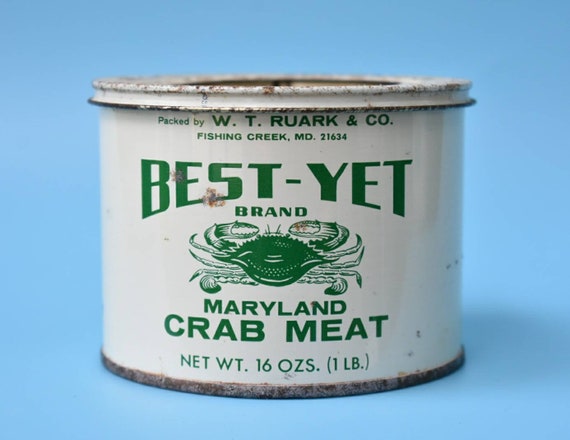 Packed by W. T. RUARK & CO.
FISHING CREEK, MD. 21634
BEST-YET
BRAND
MARYLAND
CRAB MEAT
NET WT. 16 OZS. (1 LB.)